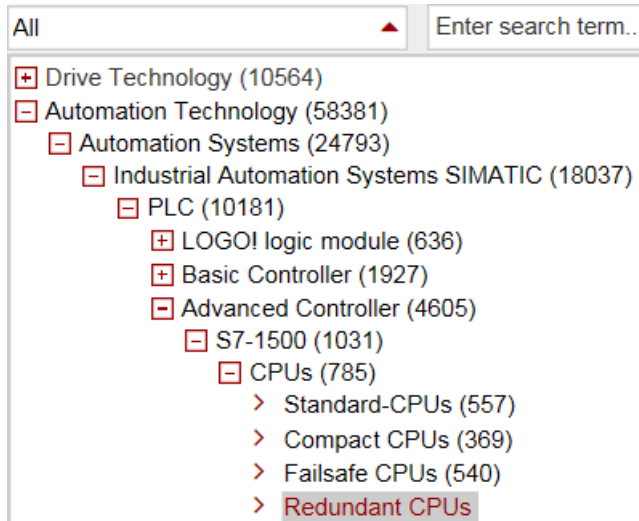 All
Enter search term...
Drive Technology (10564)
Automation Technology (58381)
Automation Systems (24793)
Industrial Automation Systems SIMATIC (18037)
PLC (10181)
LOGO! logic module (636)
Basic Controller (1927)
Advanced Controller (4605)
S7-1500 (1031)
CPUs (785)
Standard-CPUs (557)
Compact CPUs (369)
Failsafe CPUs (540)
Redundant CPUs